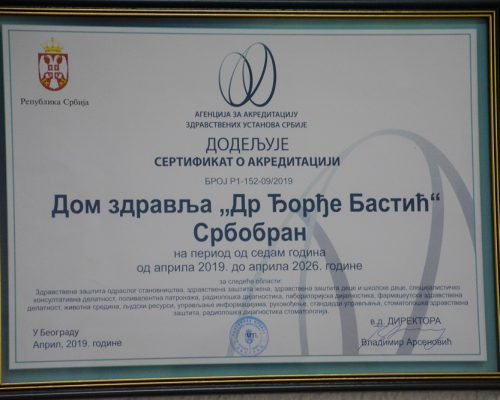 Република Србија
АГЕНЦИЈА ЗА АКРЕДИТАЦИЈУ
ЗДРАВСТВЕНИХ УСТАНОВА СРБИЈЕ
ДОДЕЉУЈЕ
СЕРТИФИКАТ О АКРЕДИТАЦИЈИ
БРОЈ Р1-152-09/2019
Дом здравља „Др Ђорђе Бастић“
Србобран
на период од седам година
од априла 2019. до априла 2026. године
за следеће области:
Здравствена заштита одраслог становништва, здравствена заштита жена, здравствена заштита деце и школске деце, специјалистичко
консултативна делатност, поливалентна патронажа, радиолошка дијагностика, лабораторијска дијагностика, фармацеутска здравствена
делатност, животна средина, људски ресурси, управљање информацијама, руковођење, стандарди управљања, стоматолошка здравствена
заштита, радиолошка дијагностика стоматологија.
У Београду
Април, 2019. године
в.д. ДИРЕКТОРА
Владимир Арсеновић